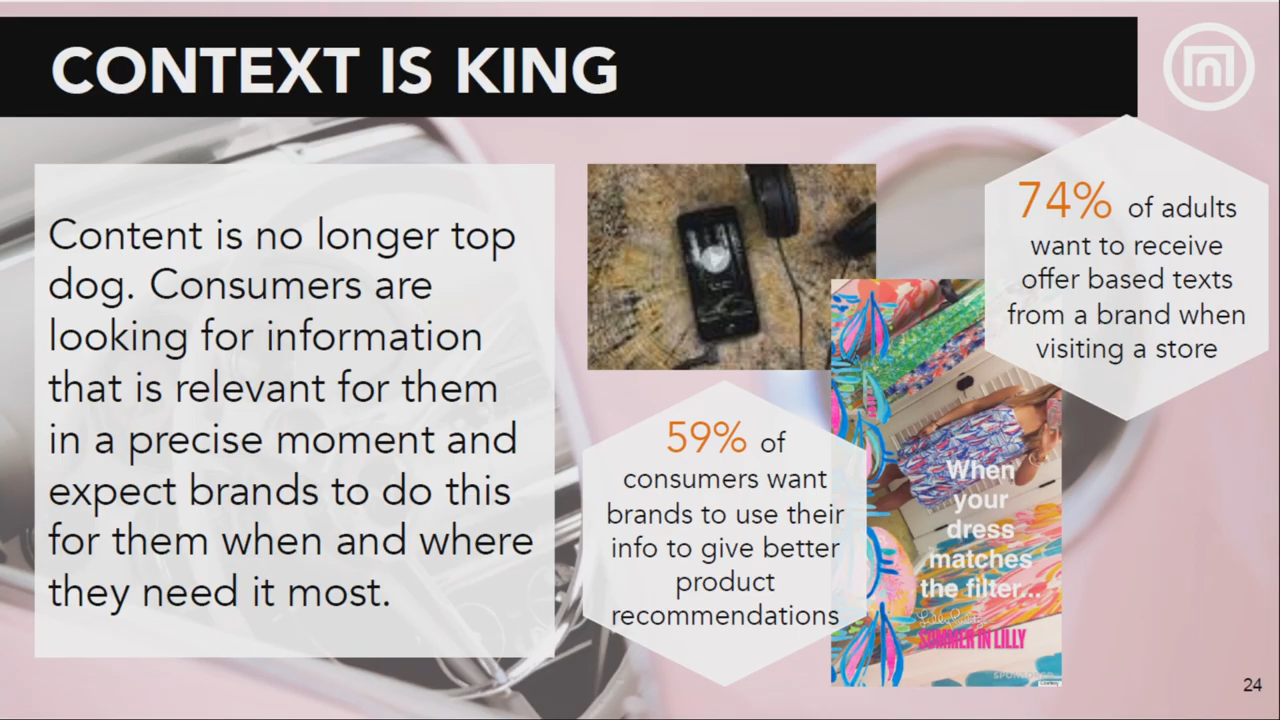 CONTEXT IS KING
Content is no longer top
dog. Consumers are
looking for information
that is relevant for them
in a precise moment and
expect brands to do this
for them when and where
they need it most.
74% of adults
want to receive
offer based texts
from a brand when
visiting a store
59% of
consumers want
brands to use their
info to give better
product
recommendations
When
your
dress
matches
the filter...
Lilly Pulitzer
SUMMER IN LILLY
24